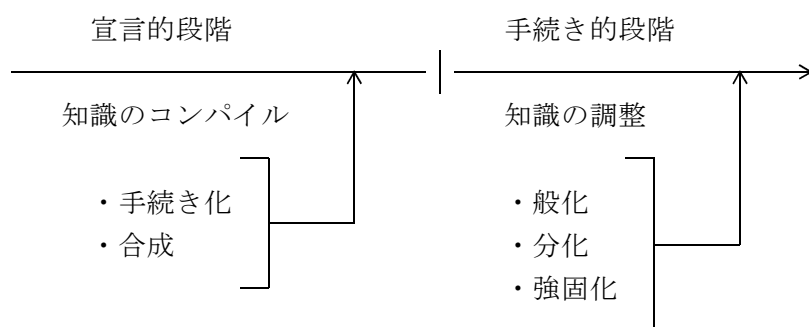 宣言的段階
手続き的段階
知識のコンパイル
知識の調整
・手続き化
・合成
・般化
・分化
・強固化